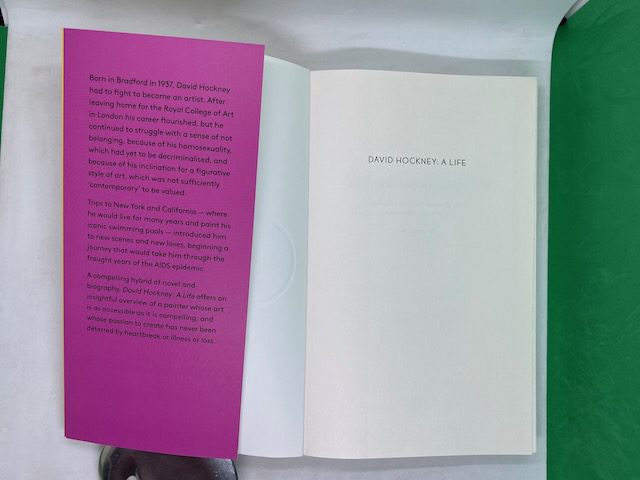 Born in Bradford in 1937, David Hockney
had to fight to become an artist. After
leaving home for the Royal College of Art
in London his career flourished, but he
continued to struggle with a sense of not
belonging, because of his homosexuality,
which had yet to be decriminalised, and
because of his inclination for a figurative
style of art, which was not sufficiently
‘contemporary’ to be valued.
Trips to New York and California — where
he would live for many years and paint his
iconic swimming pools — introduced him
to new scenes and new loves, beginning a
journey that would take him through the
fraught years of the AIDS epidemic.
A compelling hybrid of novel and
biography, David Hockney: A Life offers an
insightful overview of a painter whose art
is as accessible as it is compelling, and
whose passion to create has never been
deterred by heartbreak or illness or loss.
DAVID HOCKNEY: A LIFE